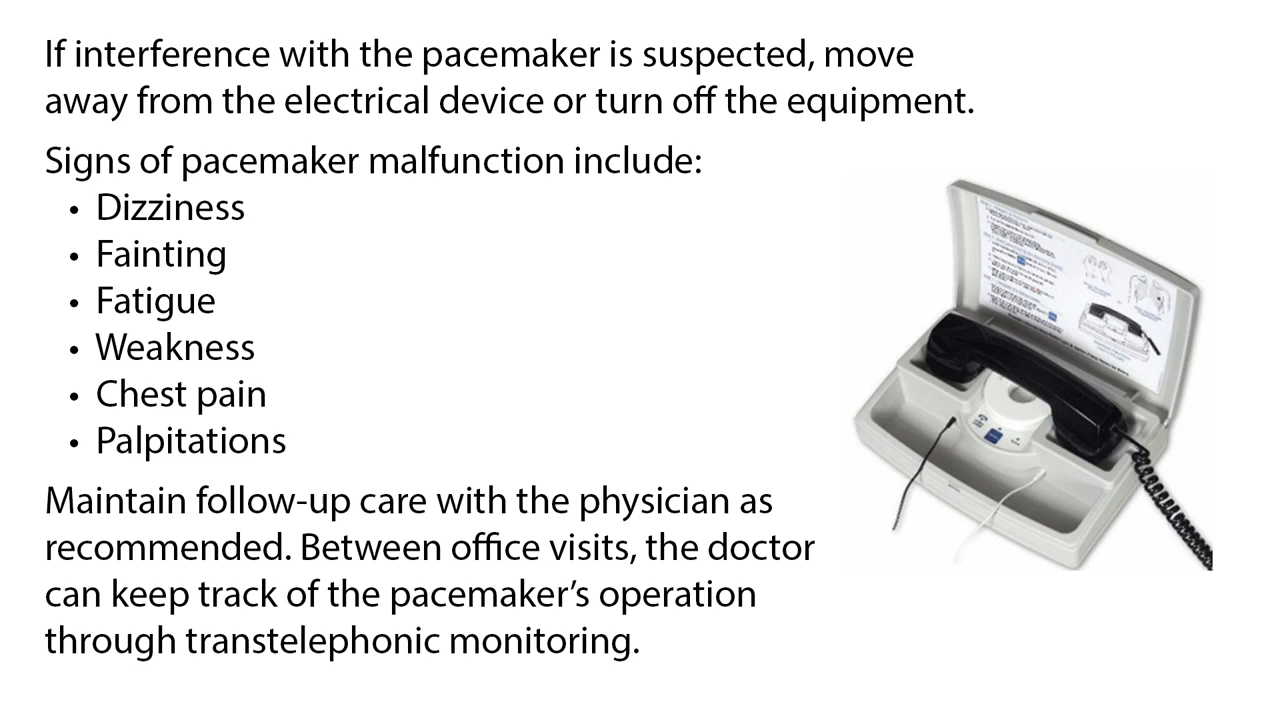 If interference with the pacemaker is suspected, move
away from the electrical device or turn off the equipment.
Signs of pacemaker malfunction include:
• Dizziness
• Fainting
• Fatigue
• Weakness
• Chest pain
• Palpitations
Maintain follow-up care with the physician as
recommended. Between office visits, the doctor
can keep track of the pacemaker’s operation
through transtelephonic monitoring.